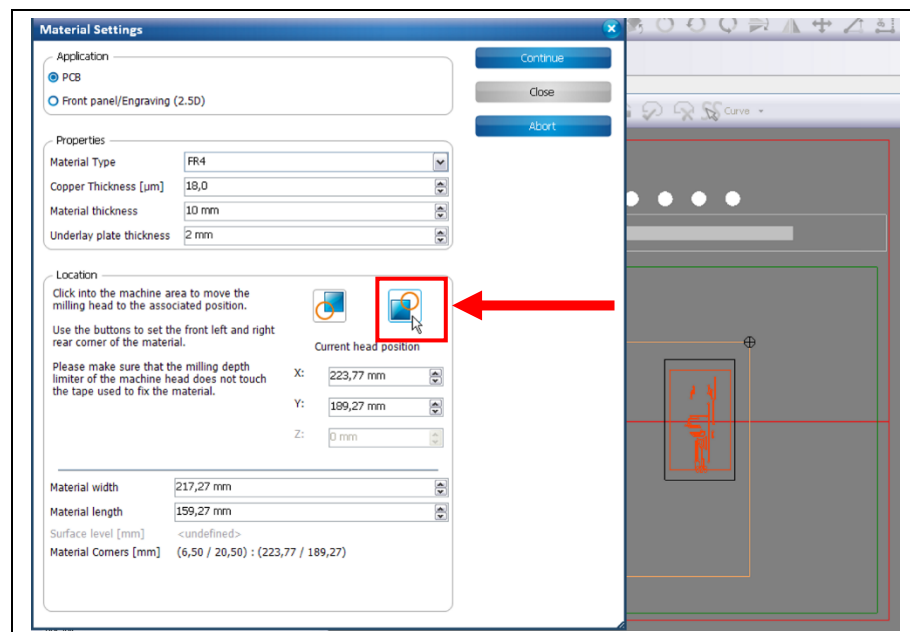 Material Settings
Application
PCB
Front panel/Engraving (2.5D)
Continue
Close
Abort
Curve
Properties
Material Type FR4
Copper Thickness [µm] 18,0
Material thickness 10 mm
Underlay plate thickness 2 mm
Location
Click into the machine area to move the
milling head to the associated position.
Use the buttons to set the front left and right
rear corner of the material.
Please make sure that the milling depth
limiter of the machine head does not touch
the tape used to fix the material.
Current head position
X: 223,77 mm
Y: 189,27 mm
Z: 0 mm
Material width 217,27 mm
Material length 159,27 mm
Surface level [mm] <undefined>
Material Corners [mm] (6,50 / 20,50) : (223,77 / 189,27)